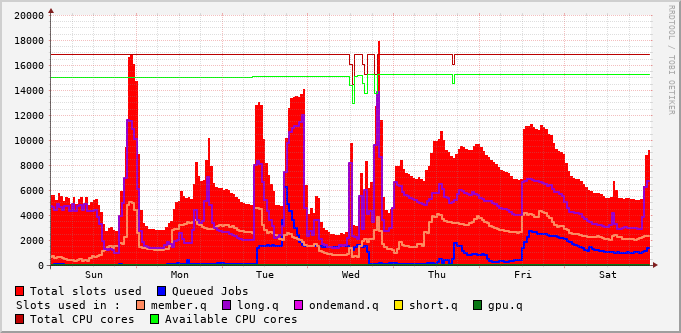 20000
18000
16000
14000
12000
10000
8000
6000
4000
2000
0
Sun Mon Tue Wed Thu Fri Sat
RRDTOOL / TOBI OETIKER
Total slots used Queued Jobs
Slots used in : member.q long.q ondemand.q short.q gpu.q
Total CPU cores Available CPU cores